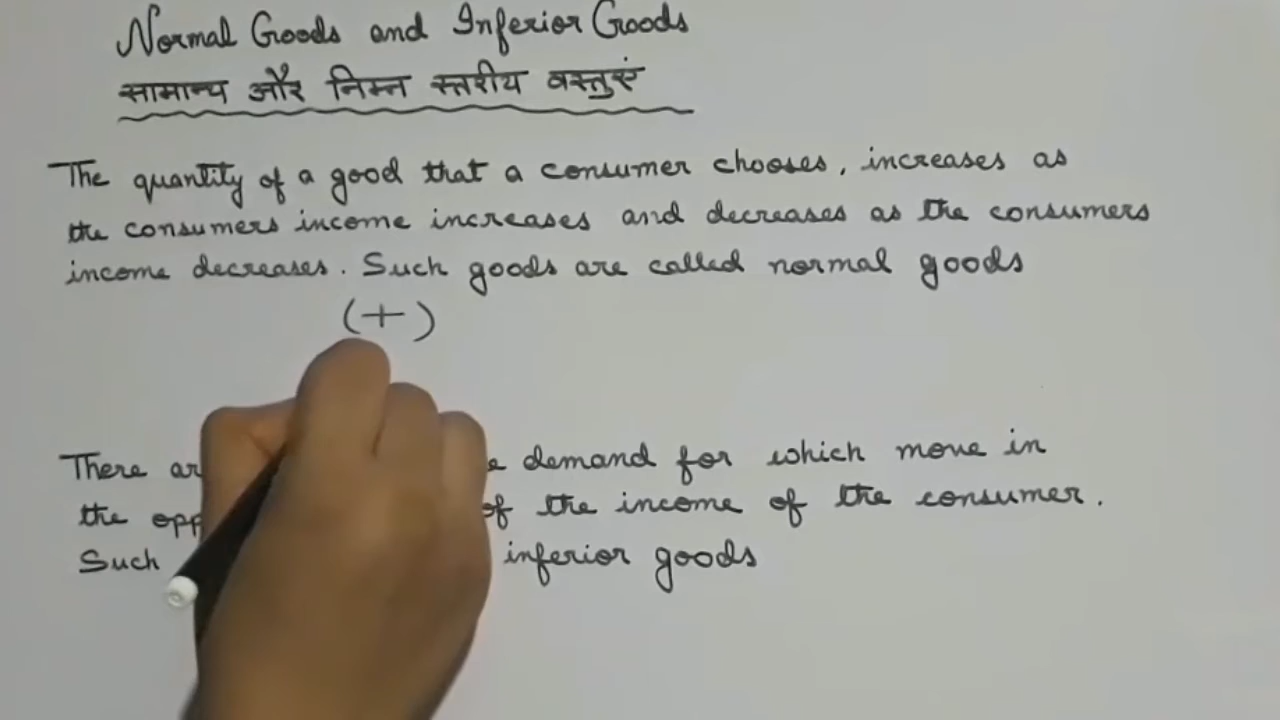 Normal Goods and Inferior Goods
सामान्य और निम्न स्तरीय वस्तुएं
The quantity of a good that a consumer chooses, increases as
the consumers income increases and decreases as the consumers
income decreases. Such goods are called normal goods
(+)
There demand for which move in
the of the income of the consumer.
Such inferior goods